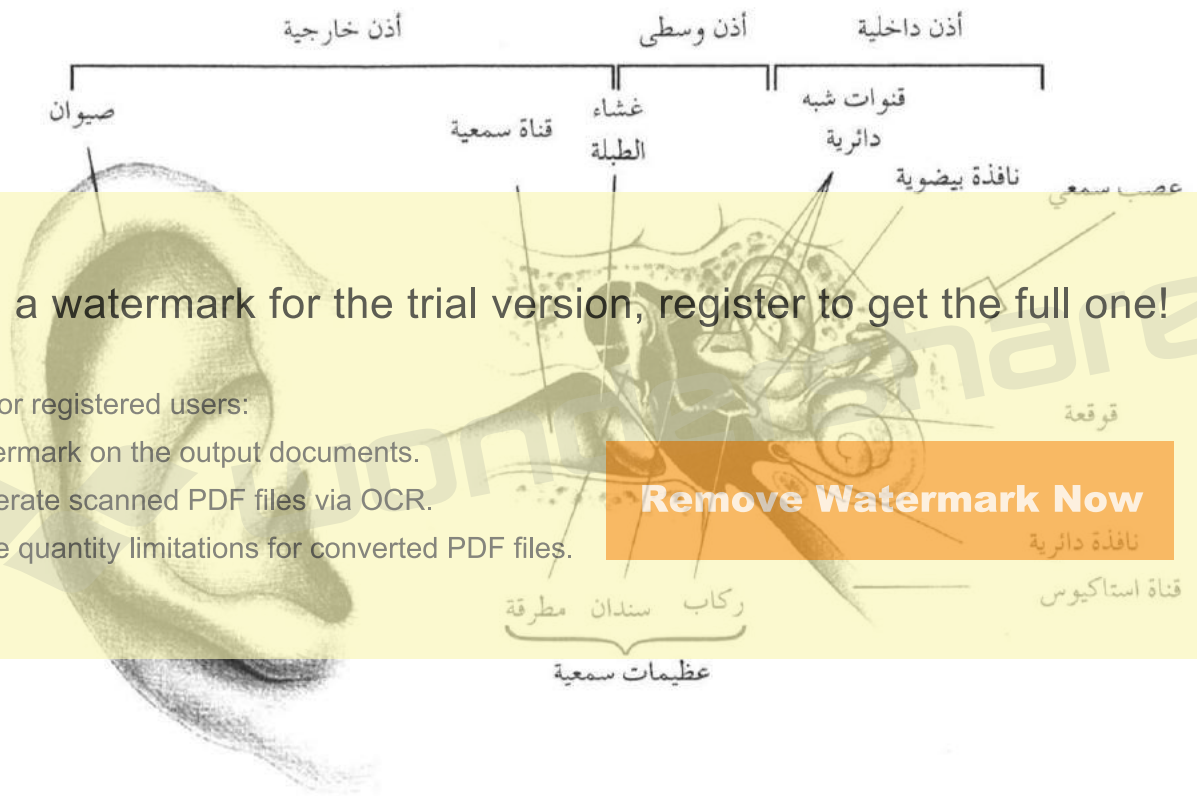 أذن خارجية
أذن وسطى
أذن داخلية
صيوان
قناة سمعية
غشاء
الطبلة
قنوات شبه
دائرية
نافذة بيضوية
عصب سمعي
a watermark for the trial version, register to get the full one!
or registered users:
ermark on the output documents.
erate scanned PDF files via OCR.
e quantity limitations for converted PDF files.
Remove Watermark Now
قوقعة
نافذة دائرية
قناة استاكيوس
مطرقة
سندان
ركاب
عظيمات سمعية